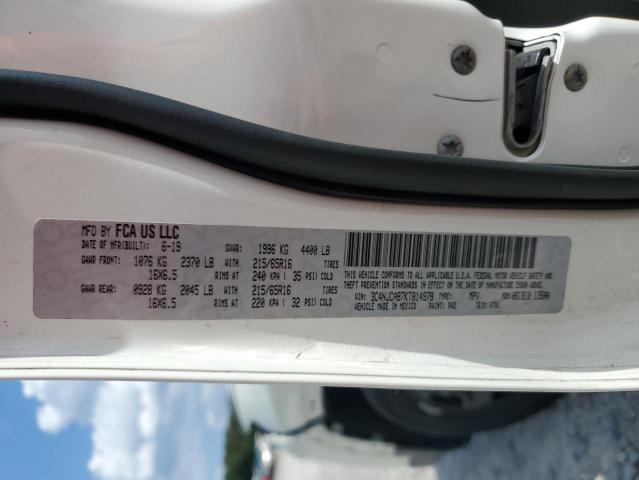 MFD BY FCA US LLC
DATE OF MFR(BUILT): 6-19 GVWR: 1996 KG 4400 LB
GAWR FRONT: 1076 KG 2370 LB WITH 215/65R16 TIRES
16X6.5 RIMS AT 240 KPA ( 35 PSI) COLD
GAWR REAR: 0928 KG 2045 LB WITH 215/65R16 TIRES
16X6.5 RIMS AT 220 KPA ( 32 PSI) COLD
THIS VEHICLE CONFORMS TO ALL
APPLICABLE U.S.A. FEDERAL MOTOR VEHICLE SAFETY AND
THEFT PREVENTION STANDARDS IN EFFECT ON THE DATE OF MANUFACTURE SHOWN ABOVE.
VIN: 3C4NJCAB7KT814978 TYPE: MPV
VEHICLE MADE IN MEXICO PAINT: PW3 TRIM: